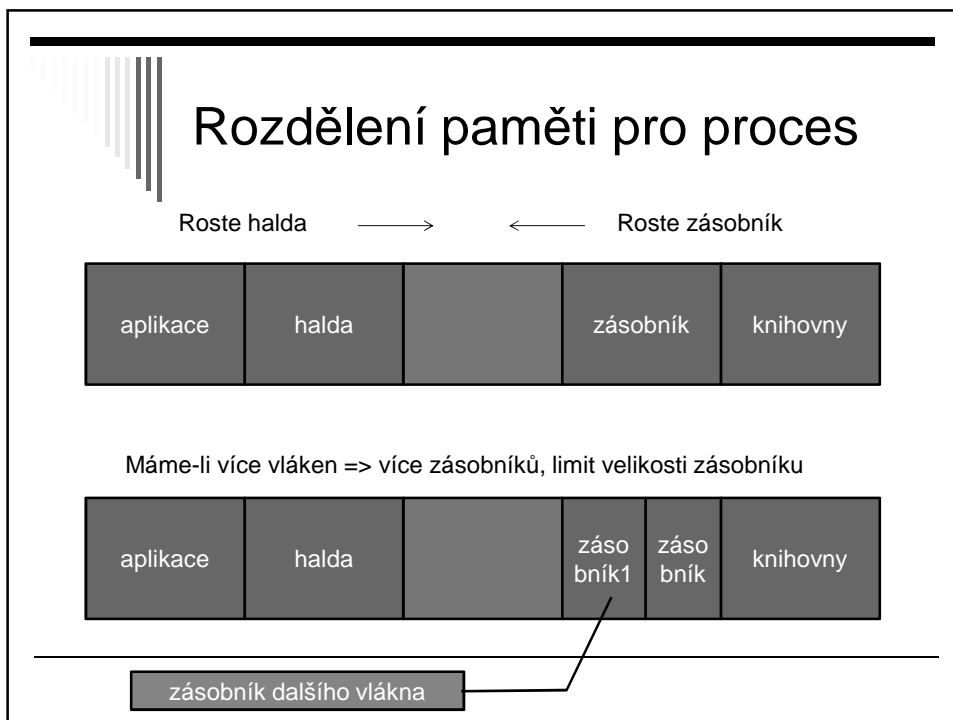 Rozdělení paměti pro proces
Roste halda
Roste zásobník
aplikace
halda
zásobník
knihovny
Máme-li více vláken => více zásobníků, limit velikosti zásobníku
aplikace
halda
záso
bník1
záso
bník
knihovny
zásobník dalšího vlákna